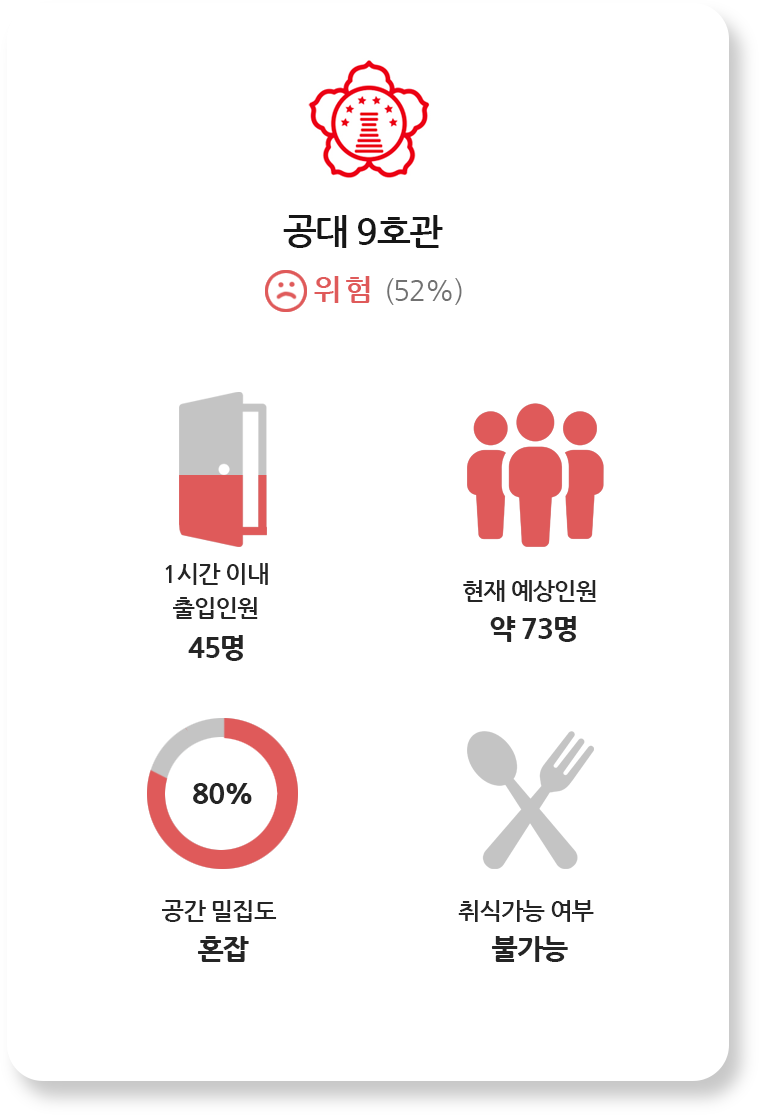 공대 9호관
위험 (52%)
1시간 이내
출입인원
45명
현재 예상인원
약 73명
80%
공간 밀집도
혼잡
취식가능 여부
불가능